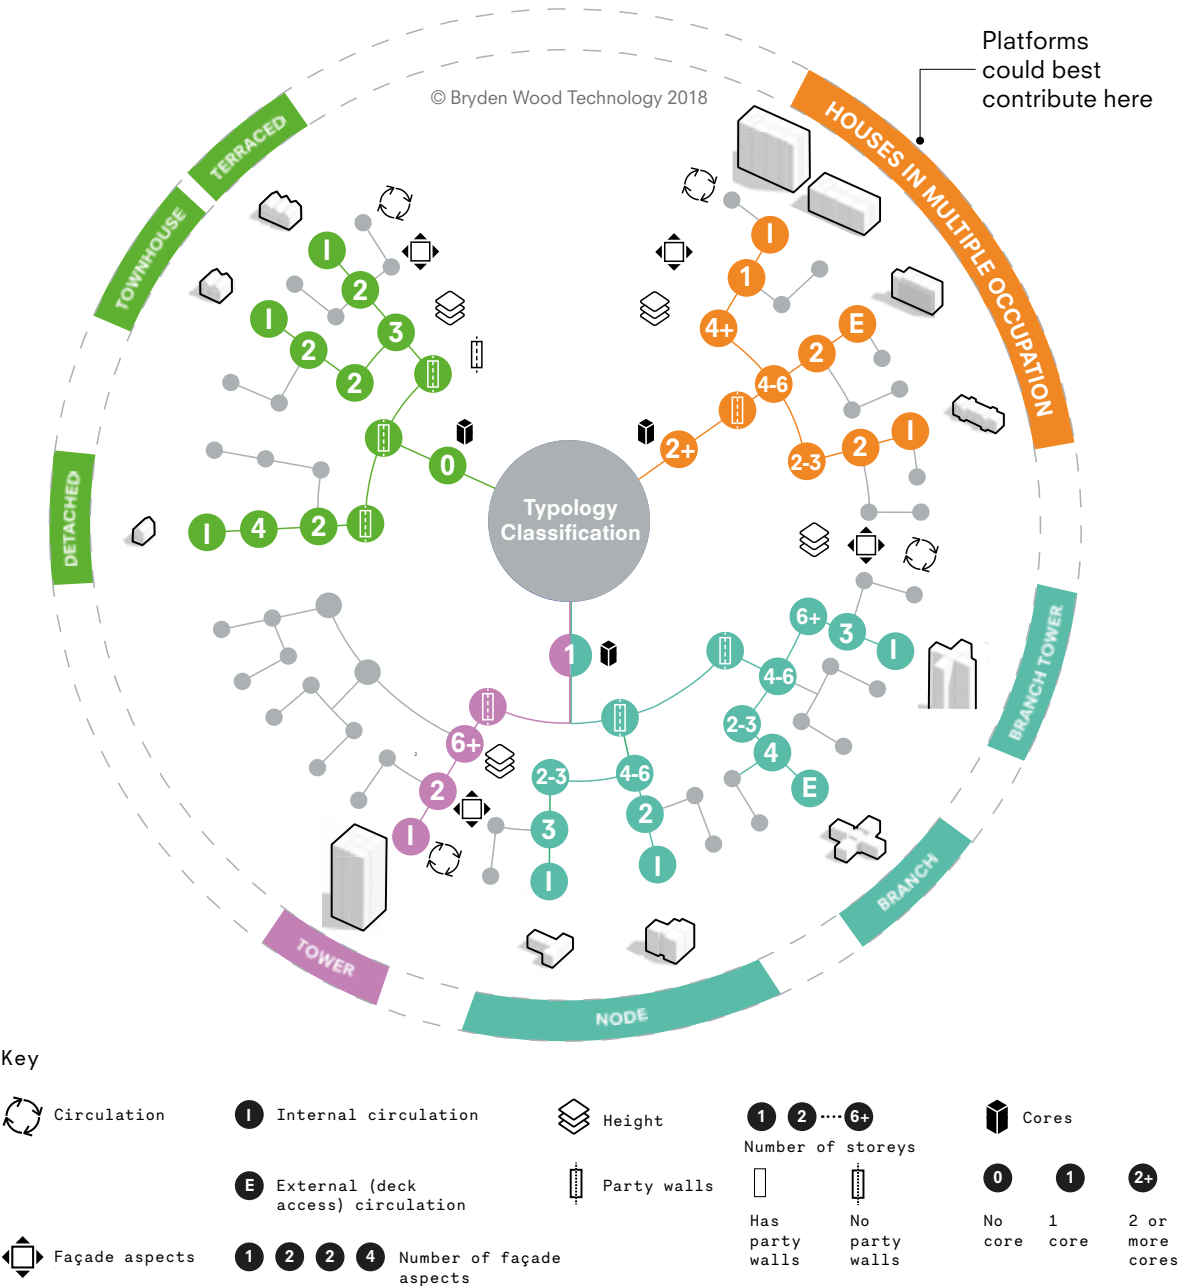 Platforms
could best
contribute here
© Bryden Wood Technology 2018
HOUSES IN MULTIPLE OCCUPATION
TERRACED
TOWNHOUSE
DETACHED
I
2
3
I
2
2
0
I
4
2
I
1
4+
4-6
2
E
2+
2-3
2
I
Typology
Classification
1
6+
3
I
4-6
2-3
4
E
BRANCH TOWER
6+
2
I
2
2-3
4-6
3
2
I
I
BRANCH
TOWER
NODE
Key
Circulation
I Internal circulation
Height
1 2 ···· 6+
Number of storeys
Cores
E External (deck
access) circulation
Party walls
Has
party
walls
No
party
walls
0 1 2+
No
core
1
core
2 or
more
cores
Façade aspects
1 2 2 4 Number of façade
aspects